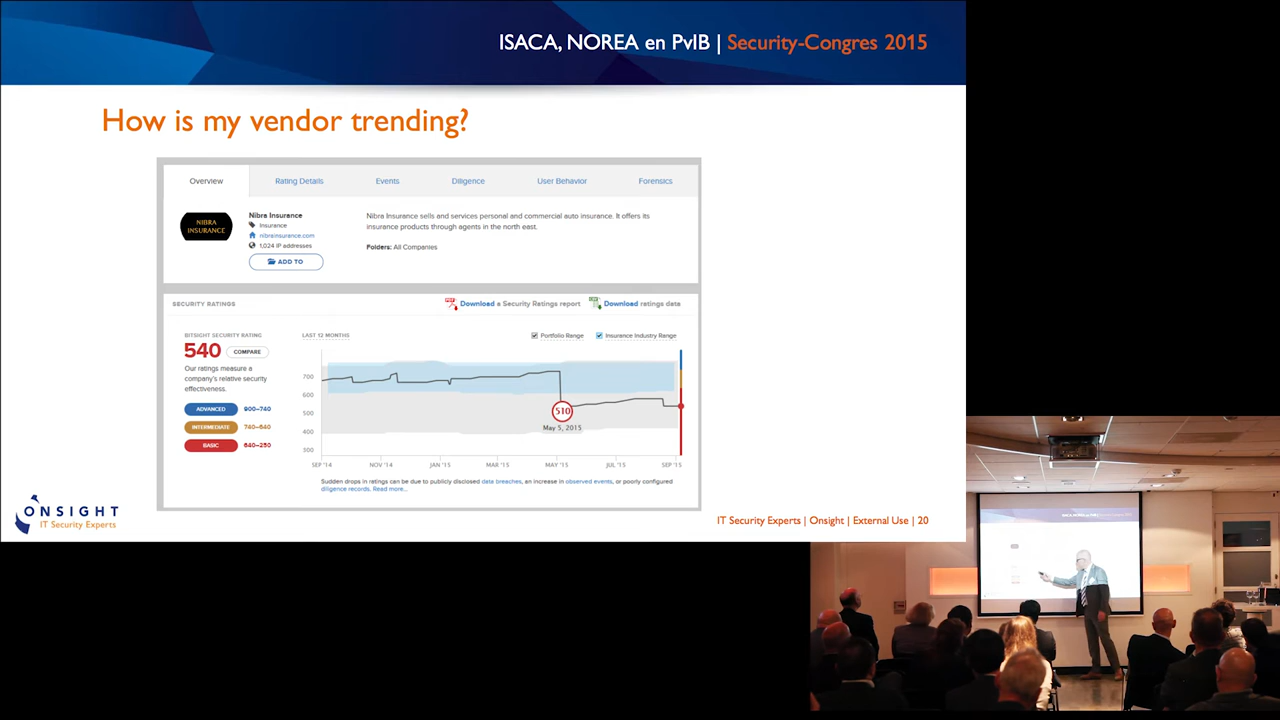 ISACA, NOREA en PvIB | Security-Congres 2015
How is my vendor trending?
Overview
Rating Details
Events
Diligence
User Behavior
Forensics
NIBRA
INSURANCE
Nibra Insurance
Insurance
nibrainsurance.com
1,024 IP addresses
ADD TO
Nibra Insurance sells and services personal and commercial auto insurance. It offers its
insurance products through agents in the north east.
Folders: All Companies
SECURITY RATINGS
Download a Security Ratings report
Download ratings data
BITSIGHT SECURITY RATING
540 COMPARE
Our ratings measure a
company's relative security
effectiveness.
ADVANCED 900–740
INTERMEDIATE 740–640
BASIC 640–250
LAST 12 MONTHS
Portfolio Range
Insurance Industry Range
700
600
500
400
300
510
May 5, 2015
SEP '14 NOV '14 JAN '15 MAR '15 MAY '15 JUL '15 SEP '15
Sudden drops in ratings can be due to publicly disclosed data breaches, an increase in observed events, or poorly configured
diligence records. Read more...
ONSIGHT
IT Security Experts
IT Security Experts | Onsight | External Use | 20